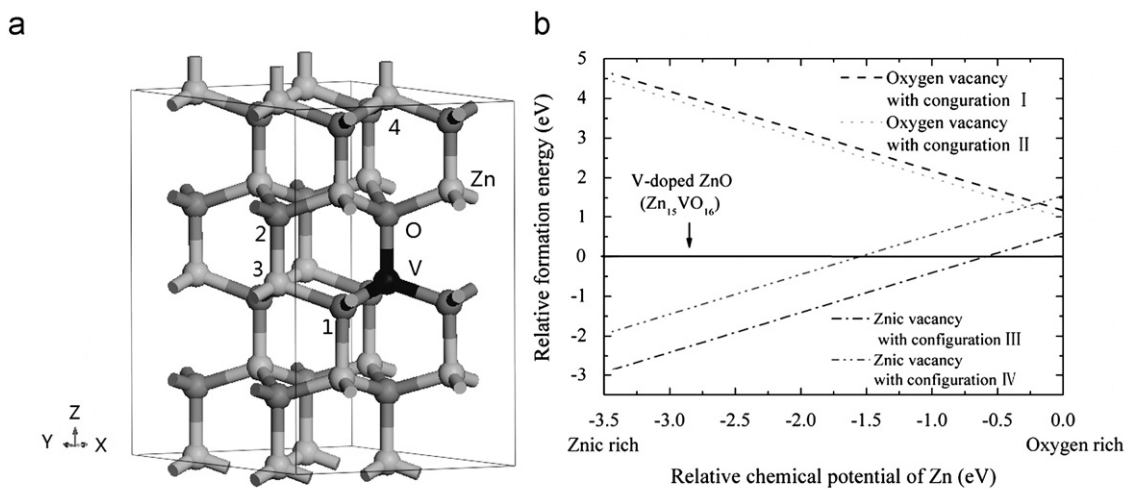 a
4
Zn
2
O
3
V
1
Z
Y
X
b
Relative formation energy (eV)
5
4
3
2
1
0
-1
-2
-3
Oxygen vacancy
with conguration Ⅰ
Oxygen vacancy
with conguration Ⅱ
V-doped ZnO
(Zn15VO16)
Znic vacancy
with configuration Ⅲ
Znic vacancy
with configuration Ⅳ
-3.5 -3.0 -2.5 -2.0 -1.5 -1.0 -0.5 0.0
Znic rich Oxygen rich
Relative chemical potential of Zn (eV)